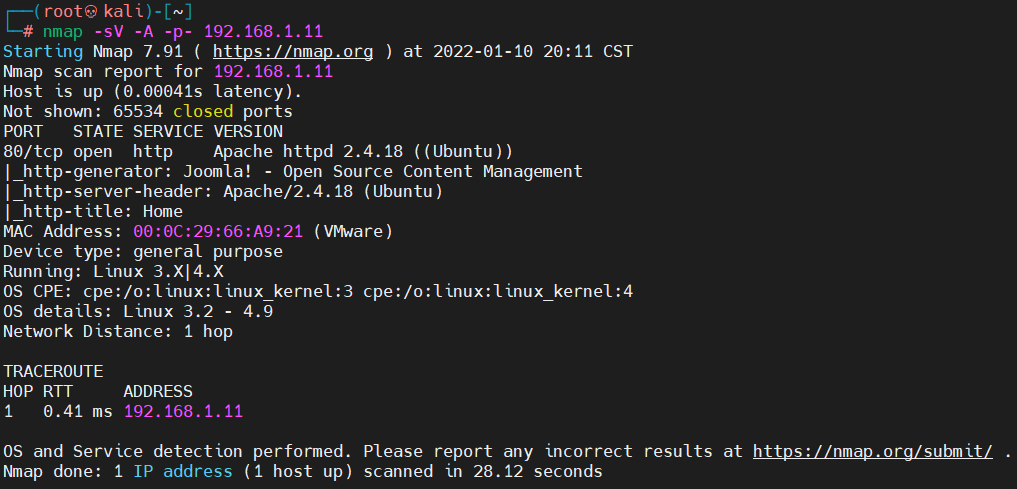 ┌──(root💀kali)-[~]
└─# nmap -sV -A -p- 192.168.1.11
Starting Nmap 7.91 ( https://nmap.org ) at 2022-01-10 20:11 CST
Nmap scan report for 192.168.1.11
Host is up (0.00041s latency).
Not shown: 65534 closed ports
PORT   STATE SERVICE VERSION
80/tcp open  http    Apache httpd 2.4.18 ((Ubuntu))
|_http-generator: Joomla! - Open Source Content Management
|_http-server-header: Apache/2.4.18 (Ubuntu)
|_http-title: Home
MAC Address: 00:0C:29:66:A9:21 (VMware)
Device type: general purpose
Running: Linux 3.X|4.X
OS CPE: cpe:/o:linux:linux_kernel:3 cpe:/o:linux:linux_kernel:4
OS details: Linux 3.2 - 4.9
Network Distance: 1 hop

TRACEROUTE
HOP RTT     ADDRESS
1   0.41 ms 192.168.1.11

OS and Service detection performed. Please report any incorrect results at https://nmap.org/submit/ .
Nmap done: 1 IP address (1 host up) scanned in 28.12 seconds